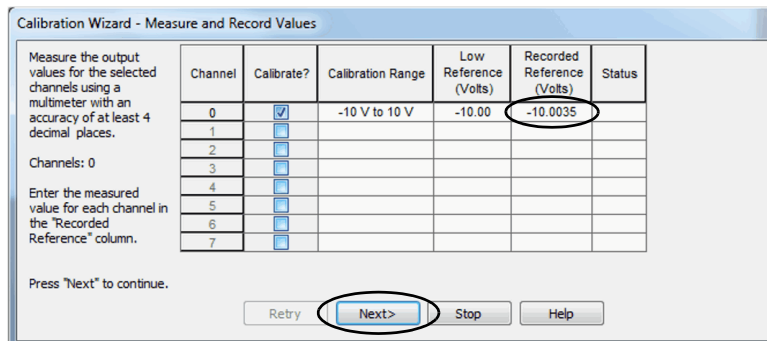 Calibration Wizard - Measure and Record Values
Measure the output
values for the selected
channels using a
multimeter with an
accuracy of at least 4
decimal places.
Channels: 0
Enter the measured
value for each channel in
the "Recorded
Reference" column.
Press "Next" to continue.
Channel Calibrate? Calibration Range Low Reference (Volts) Recorded Reference (Volts) Status
0 -10 V to 10 V -10.00 -10.0035
1
2
3
4
5
6
7
Retry Next> Stop Help